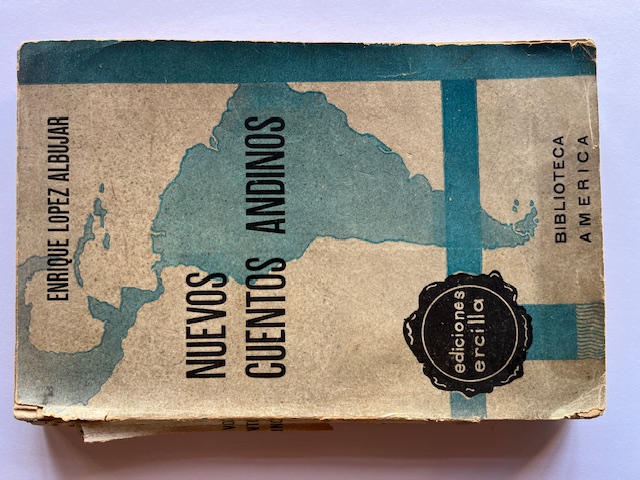 ENRIQUE LOPEZ ALBUJAR
NUEVOS
CUENTOS ANDINOS
ediciones
ercilla
BIBLIOTECA
AMERICA